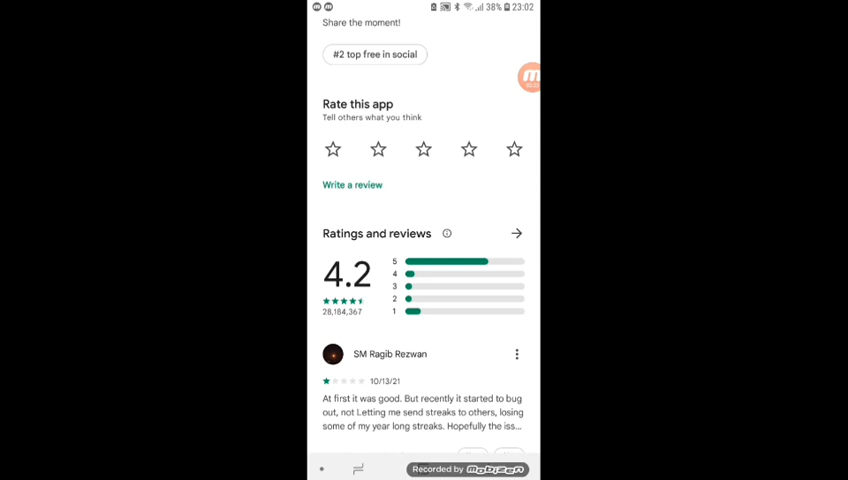 38% 23:02
Share the moment!
#2 top free in social
Rate this app
Tell others what you think
Write a review
Ratings and reviews
4.2
5
4
3
2
1
28,184,367
SM Ragib Rezwan
10/13/21
At first it was good. But recently it started to bug
out, not Letting me send streaks to others, losing
some of my year long streaks. Hopefully the iss...
Recorded by mobizen